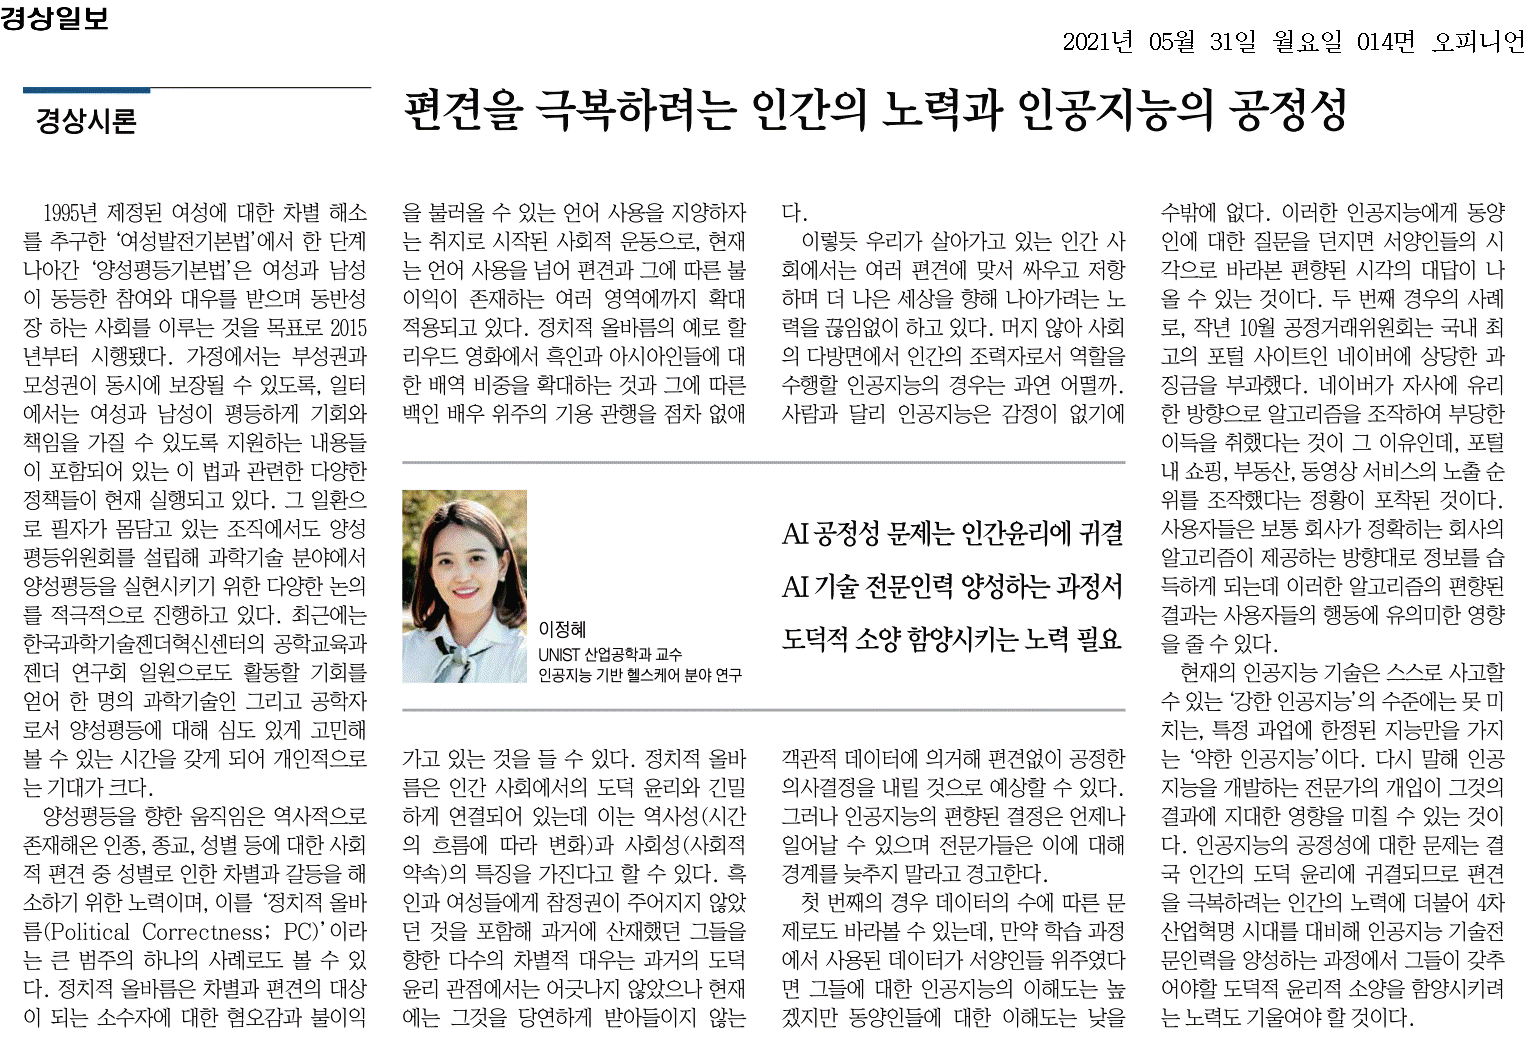 경상일보
2021년 05월 31일 월요일 014면 오피니언
경상시론
편견을 극복하려는 인간의 노력과 인공지능의 공정성
1995년 제정된 여성에 대한 차별 해소
를 추구한 ‘여성발전기본법’에서 한 단계
나아간 ‘양성평등기본법’은 여성과 남성
이 동등한 참여와 대우를 받으며 동반성
장 하는 사회를 이루는 것을 목표로 2015
년부터 시행됐다. 가정에서는 부성권과
모성권이 동시에 보장될 수 있도록, 일터
에서는 여성과 남성이 평등하게 기회와
책임을 가질 수 있도록 지원하는 내용들
이 포함되어 있는 이 법과 관련한 다양한
정책들이 현재 실행되고 있다. 그 일환으
로 필자가 몸담고 있는 조직에서도 양성
평등위원회를 설립해 과학기술 분야에서
양성평등을 실현시키기 위한 다양한 논의
를 적극적으로 진행하고 있다. 최근에는
한국과학기술젠더혁신센터의 공학교육과
젠더 연구회 일원으로도 활동할 기회를
얻어 한 명의 과학기술인 그리고 공학자
로서 양성평등에 대해 심도 있게 고민해
볼 수 있는 시간을 갖게 되어 개인적으로
는 기대가 크다.
양성평등을 향한 움직임은 역사적으로
존재해온 인종, 종교, 성별 등에 대한 사회
적 편견 중 성별로 인한 차별과 갈등을 해
소하기 위한 노력이며, 이를 ‘정치적 올바
름(Political Correctness; PC)’이라
는 큰 범주의 하나의 사례로도 볼 수 있
다. 정치적 올바름은 차별과 편견의 대상
이 되는 소수자에 대한 혐오감과 불이익
을 불러올 수 있는 언어 사용을 지양하자
는 취지로 시작된 사회적 운동으로, 현재
는 언어 사용을 넘어 편견과 그에 따른 불
이익이 존재하는 여러 영역에까지 확대
적용되고 있다. 정치적 올바름의 예로 할
리우드 영화에서 흑인과 아시아인들에 대
한 배역 비중을 확대하는 것과 그에 따른
백인 배우 위주의 기용 관행을 점차 없애
가고 있는 것을 들 수 있다. 정치적 올바
름은 인간 사회에서의 도덕 윤리와 긴밀
하게 연결되어 있는데 이는 역사성(시간
의 흐름에 따라 변화)과 사회성(사회적
약속)의 특징을 가진다고 할 수 있다. 흑
인과 여성들에게 참정권이 주어지지 않았
던 것을 포함해 과거에 산재했던 그들을
향한 다수의 차별적 대우는 과거의 도덕
윤리 관점에서는 어긋나지 않았으나 현재
에는 그것을 당연하게 받아들이지 않는
다.
이렇듯 우리가 살아가고 있는 인간 사
회에서는 여러 편견에 맞서 싸우고 저항
하며 더 나은 세상을 향해 나아가려는 노
력을 끊임없이 하고 있다. 머지 않아 사회
의 다방면에서 인간의 조력자로서 역할을
수행할 인공지능의 경우는 과연 어떨까.
사람과 달리 인공지능은 감정이 없기에
이정혜
UNIST 산업공학과 교수
인공지능 기반 헬스케어 분야 연구
AI 공정성 문제는 인간윤리에 귀결
AI 기술 전문인력 양성하는 과정서
도덕적 소양 함양시키는 노력 필요
객관적 데이터에 의거해 편견없이 공정한
의사결정을 내릴 것으로 예상할 수 있다.
그러나 인공지능의 편향된 결정은 언제나
일어날 수 있으며 전문가들은 이에 대해
경계를 늦추지 말라고 경고한다.
첫 번째의 경우 데이터의 수에 따른 문
제로도 바라볼 수 있는데, 만약 학습 과정
에서 사용된 데이터가 서양인들 위주였다
면 그들에 대한 인공지능의 이해도는 높
겠지만 동양인들에 대한 이해도는 낮을
수밖에 없다. 이러한 인공지능에게 동양
인에 대한 질문을 던지면 서양인들의 시
각으로 바라본 편향된 시각의 대답이 나
올 수 있는 것이다. 두 번째 경우의 사례
로, 작년 10월 공정거래위원회는 국내 최
고의 포털 사이트인 네이버에 상당한 과
징금을 부과했다. 네이버가 자사에 유리
한 방향으로 알고리즘을 조작하여 부당한
이득을 취했다는 것이 그 이유인데, 포털
내 쇼핑, 부동산, 동영상 서비스의 노출 순
위를 조작했다는 정황이 포착된 것이다.
사용자들은 보통 회사가 정확히는 회사의
알고리즘이 제공하는 방향대로 정보를 습
득하게 되는데 이러한 알고리즘의 편향된
결과는 사용자들의 행동에 유의미한 영향
을 줄 수 있다.
현재의 인공지능 기술은 스스로 사고할
수 있는 ‘강한 인공지능’의 수준에는 못 미
치는, 특정 과업에 한정된 지능만을 가지
는 ‘약한 인공지능’이다. 다시 말해 인공
지능을 개발하는 전문가의 개입이 그것의
결과에 지대한 영향을 미칠 수 있는 것이
다. 인공지능의 공정성에 대한 문제는 결
국 인간의 도덕 윤리에 귀결되므로 편견
을 극복하려는 인간의 노력에 더불어 4차
산업혁명 시대를 대비해 인공지능 기술전
문인력을 양성하는 과정에서 그들이 갖추
어야할 도덕적 윤리적 소양을 함양시키려
는 노력도 기울여야 할 것이다.